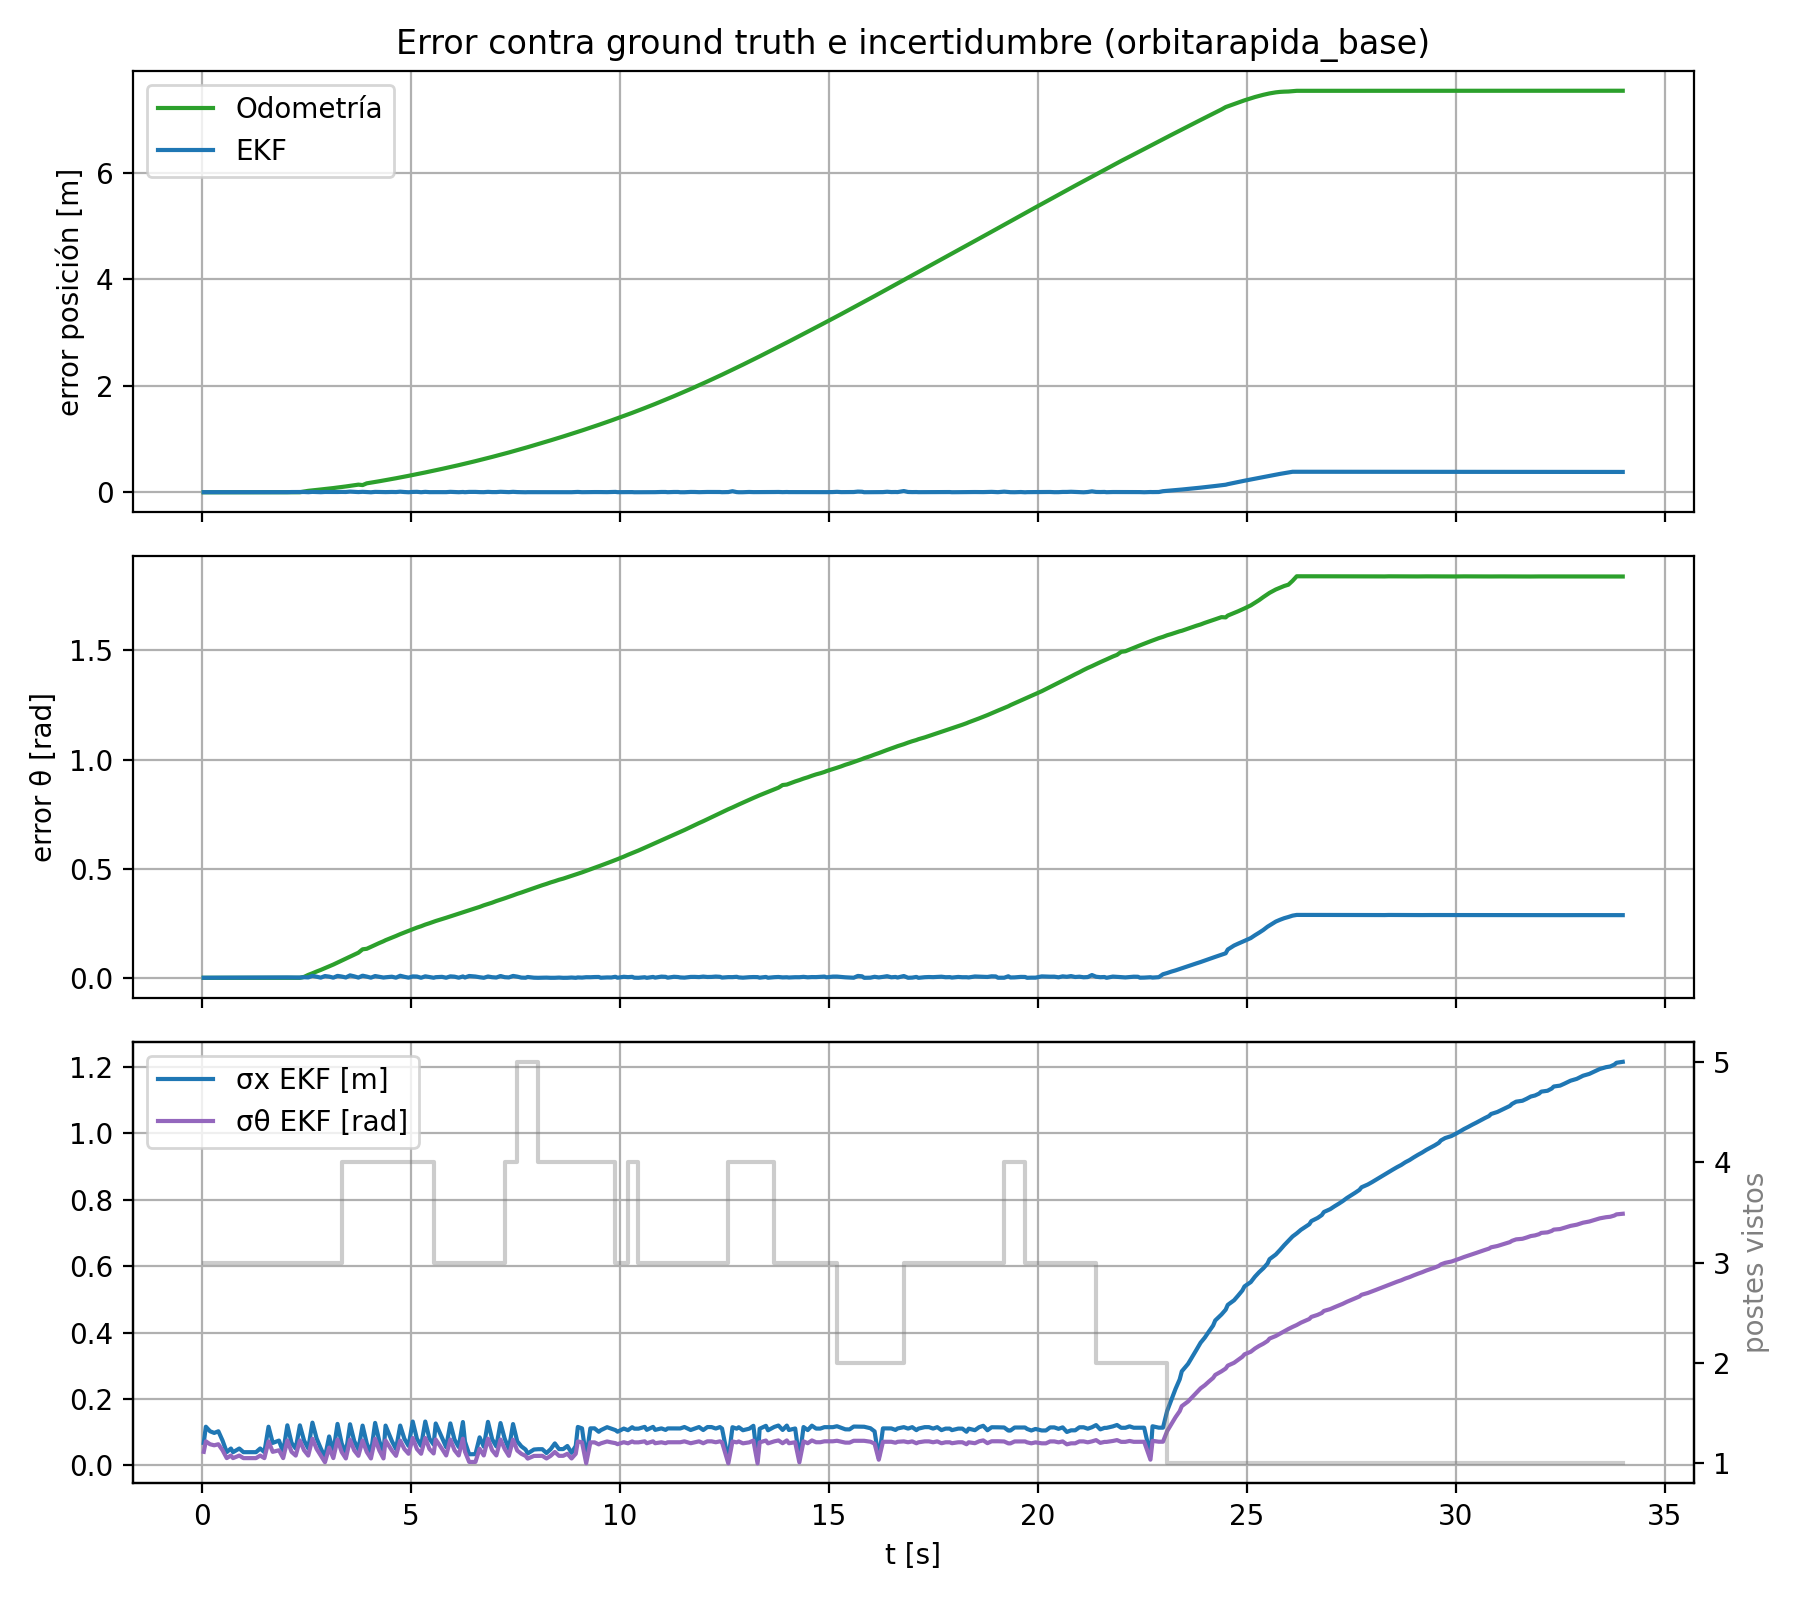 Error contra ground truth e incertidumbre (orbitarapida_base)
Odometría
EKF
error posición [m]
6
4
2
0
error θ [rad]
1.5
1.0
0.5
0.0
σx EKF [m]
σθ EKF [rad]
1.2
1.0
0.8
0.6
0.4
0.2
0.0
5
4
3
2
1
postes vistos
0 5 10 15 20 25 30 35
t [s]